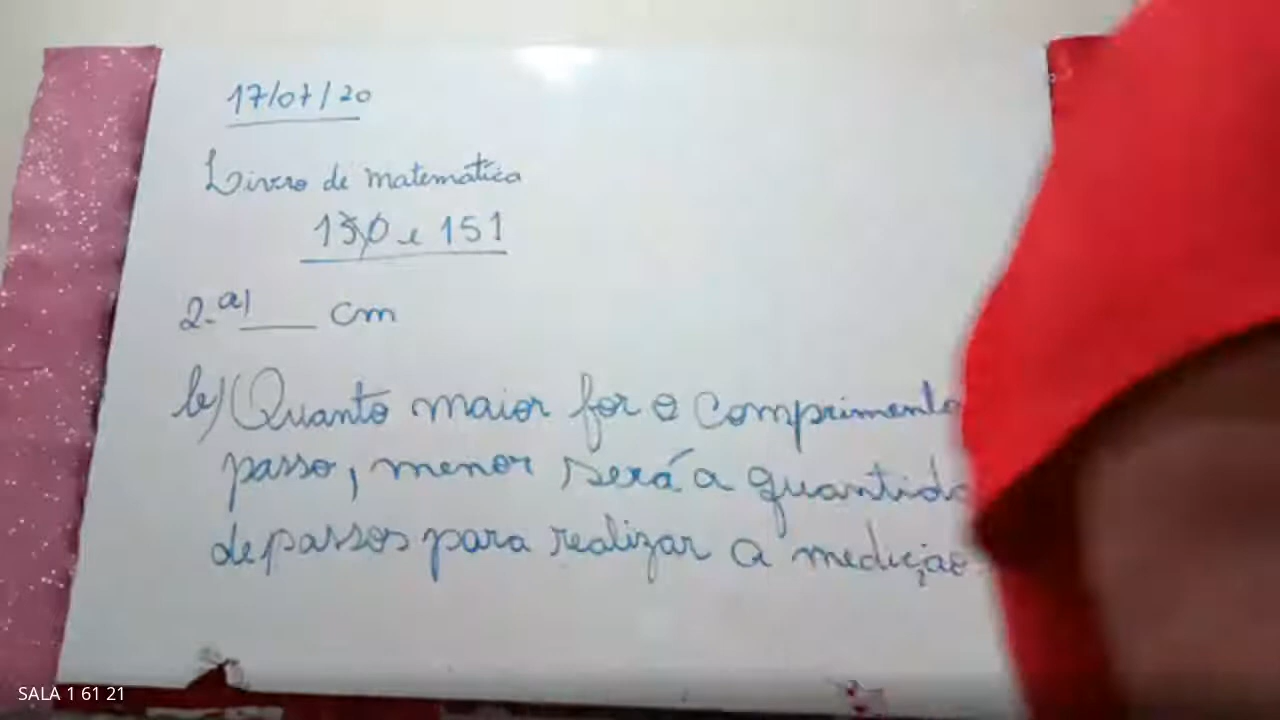 17/07/20
Livro de matemática
150 e 151
2-a) ___ cm
b) Quanto maior for o comprimento
passo, menor será a quantida
de passos para realizar a medição
SALA 1 61 21